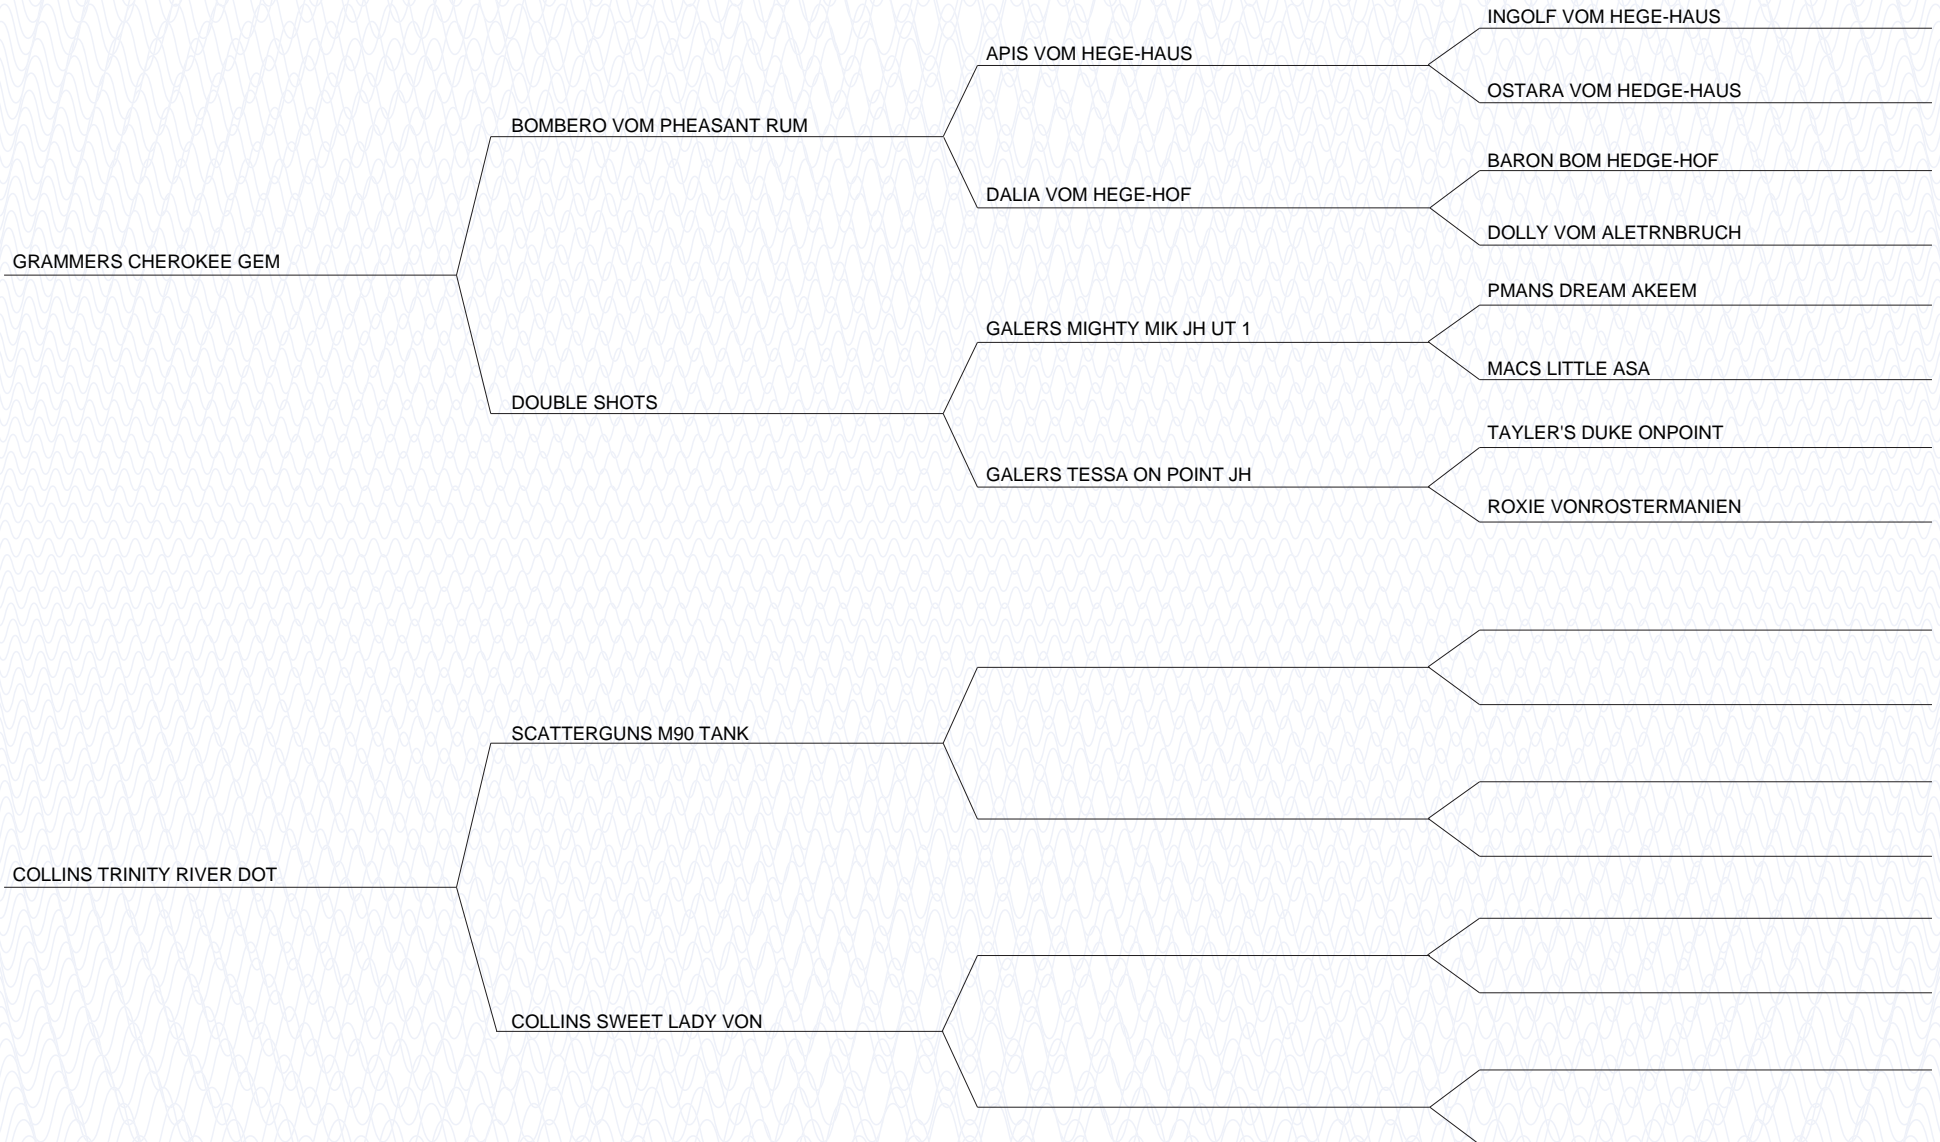 INGOLF VOM HEGE-HAUS
APIS VOM HEGE-HAUS
OSTARA VOM HEDGE-HAUS
BOMBERO VOM PHEASANT RUM
BARON BOM HEDGE-HOF
DALIA VOM HEGE-HOF
DOLLY VOM ALETRNBRUCH
GRAMMERS CHEROKEE GEM
PMANS DREAM AKEEM
GALERS MIGHTY MIK JH UT 1
MACS LITTLE ASA
DOUBLE SHOTS
TAYLER'S DUKE ONPOINT
GALERS TESSA ON POINT JH
ROXIE VONROSTERMANIEN
SCATTERGUNS M90 TANK
COLLINS TRINITY RIVER DOT
COLLINS SWEET LADY VON